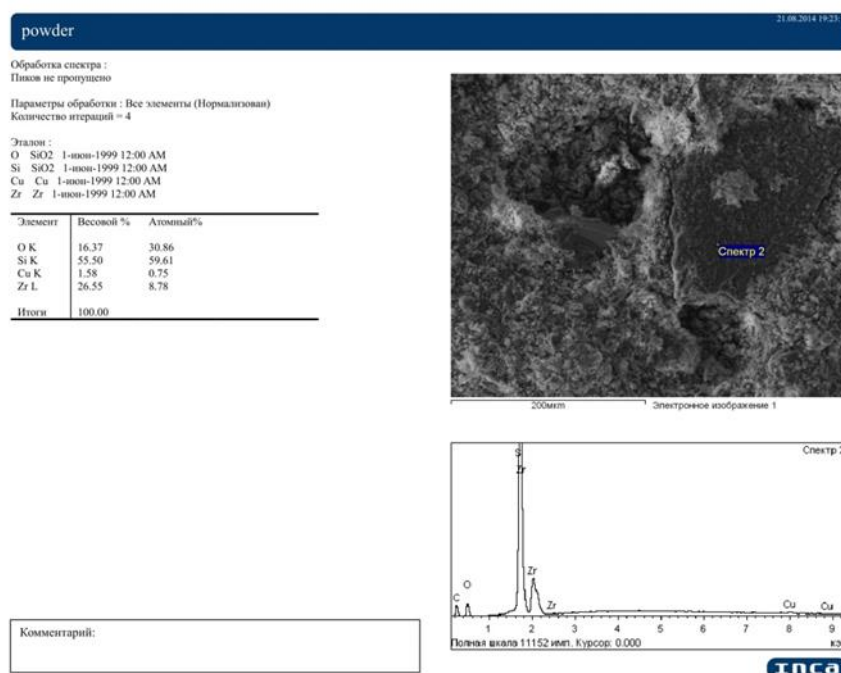 21.08.2014 19:23:
powder
Обработка спектра :
Пиков не пропущено
Параметры обработки : Все элементы (Нормализован)
Количество итераций = 4
Эталон :
O SiO2 1-июн-1999 12:00 AM
Si SiO2 1-июн-1999 12:00 AM
Cu Cu 1-июн-1999 12:00 AM
Zr Zr 1-июн-1999 12:00 AM
Элемент Весовой % Атомный%
O K 16.37 30.86
Si K 55.50 59.61
Cu K 1.58 0.75
Zr L 26.55 8.78
Итоги 100.00
Спектр 2
200мкm Электронное изображение 1
Спектр 2
S
Zr
Zr
O
C
Zr
Cu
Cu
1 2 3 4 5 6 7 8 9
Полная шкала 11152 имп. Курсор: 0.000 кэ
Комментарий:
INCA